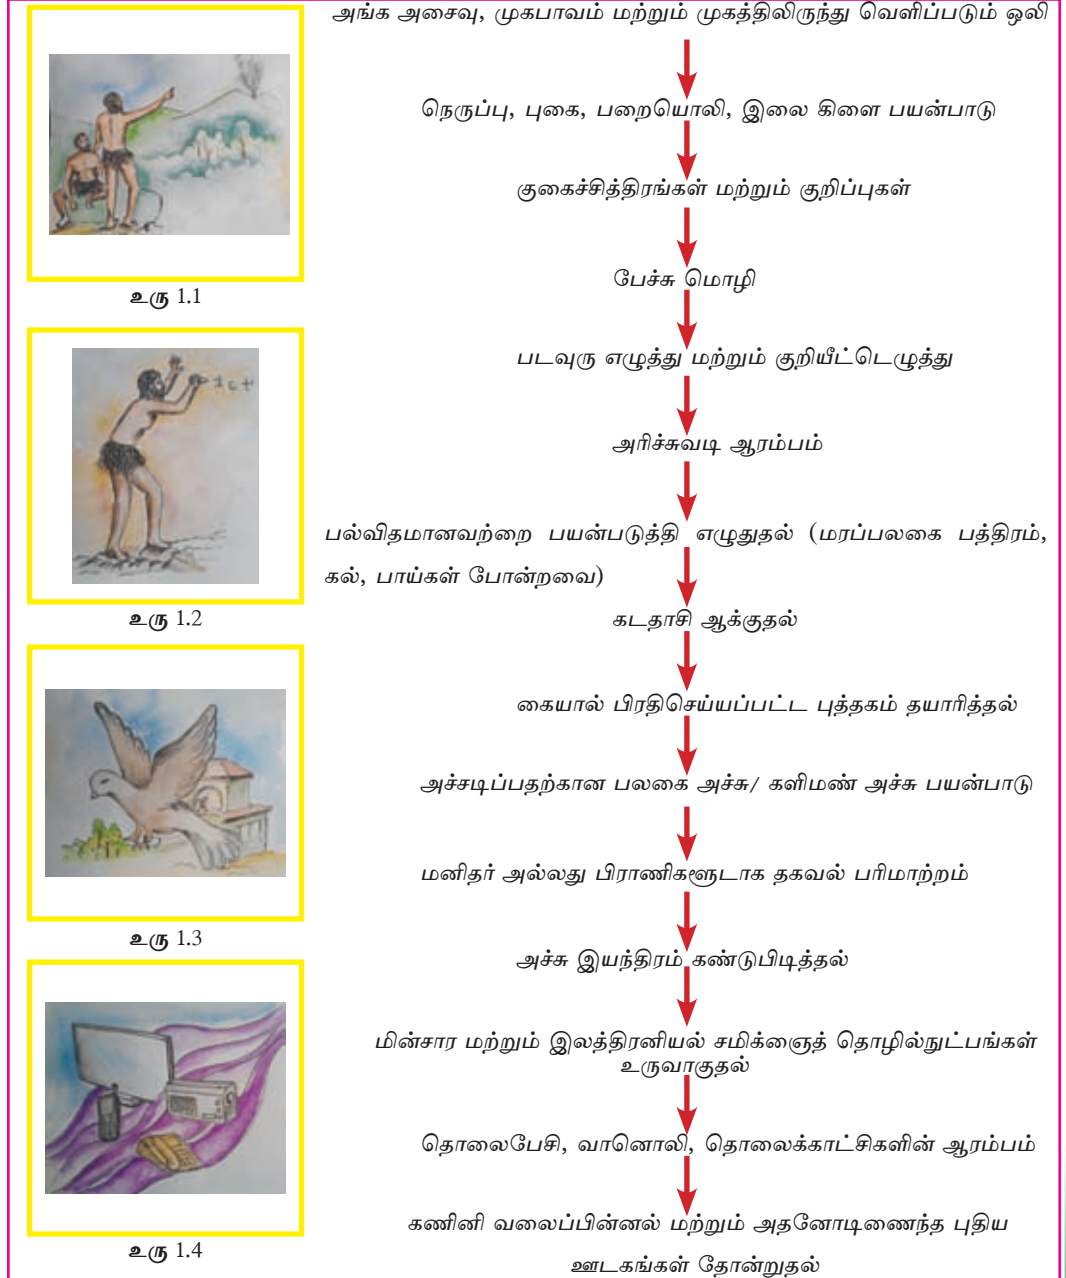 அங்க அசைவு, முகபாவம் மற்றும் முகத்திலிருந்து வெளிப்படும் ஒலி
நெருப்பு, புகை, பறையொலி, இலை கிளை பயன்பாடு
குகைச்சித்திரங்கள் மற்றும் குறிப்புகள்
பேச்சு மொழி
உரு 1.1
படவுரு எழுத்து மற்றும் குறியீட்டெழுத்து
அரிச்சுவடி ஆரம்பம்
பல்விதமானவற்றை பயன்படுத்தி எழுதுதல் (மரப்பலகை பத்திரம்,
கல், பாய்கள் போன்றவை)
உரு 1.2
கடதாசி ஆக்குதல்
கையால் பிரதிசெய்யப்பட்ட புத்தகம் தயாரித்தல்
அச்சடிப்பதற்கான பலகை அச்சு/ களிமண் அச்சு பயன்பாடு
மனிதர் அல்லது பிராணிகளூடாக தகவல் பரிமாற்றம்
உரு 1.3
அச்சு இயந்திரம் கண்டுபிடித்தல்
மின்சார மற்றும் இலத்திரனியல் சமிக்ஞைத் தொழில்நுட்பங்கள்
உருவாகுதல்
தொலைபேசி, வானொலி, தொலைக்காட்சிகளின் ஆரம்பம்
கணினி வலைப்பின்னல் மற்றும் அதனோடிணைந்த புதிய
உரு 1.4
ஊடகங்கள் தோன்றுதல்